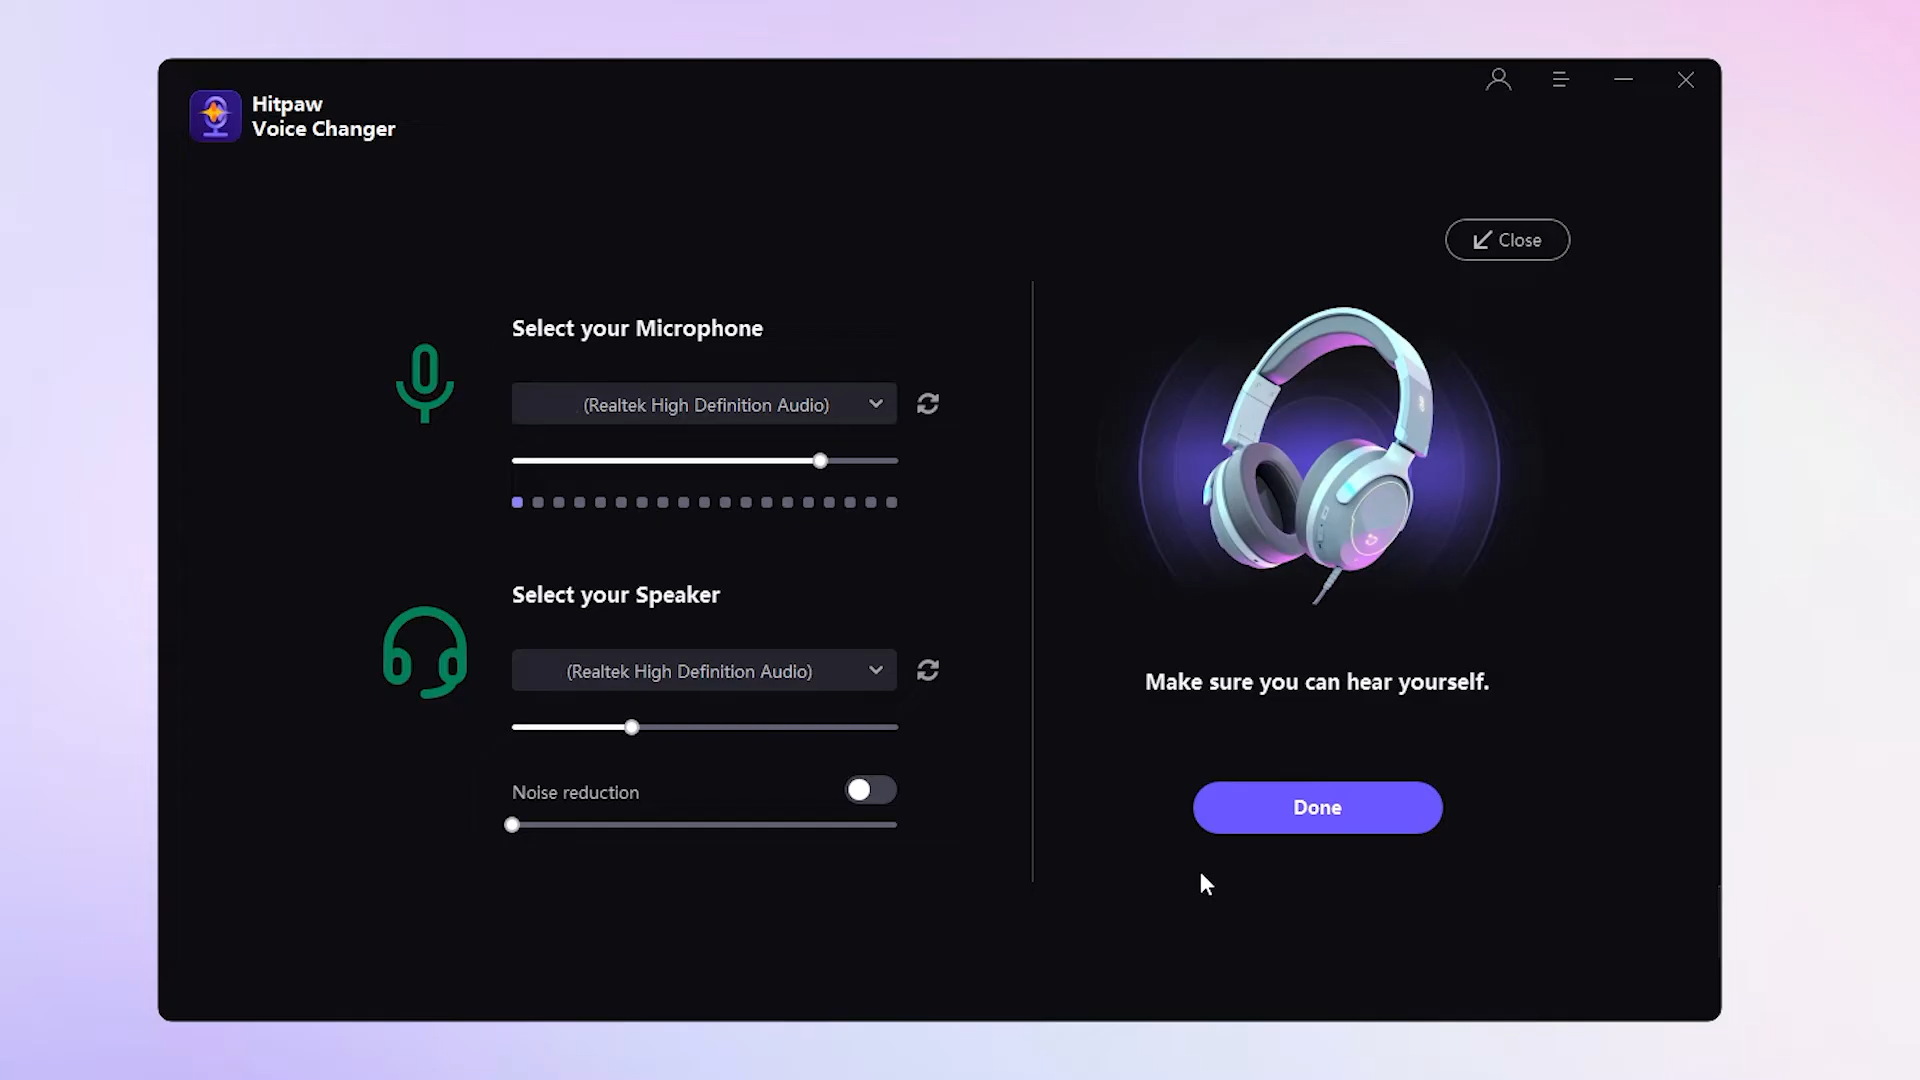 Hitpaw
Voice Changer
Close
Select your Microphone
(Realtek High Definition Audio)
Select your Speaker
(Realtek High Definition Audio)
Noise reduction
Make sure you can hear yourself.
Done